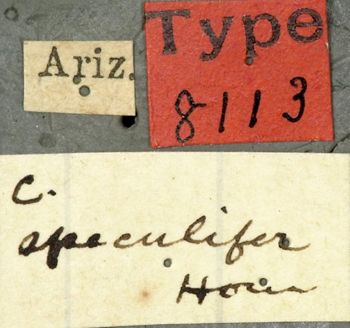 Ariz.
Type
8113
C.
speculifer
Horn